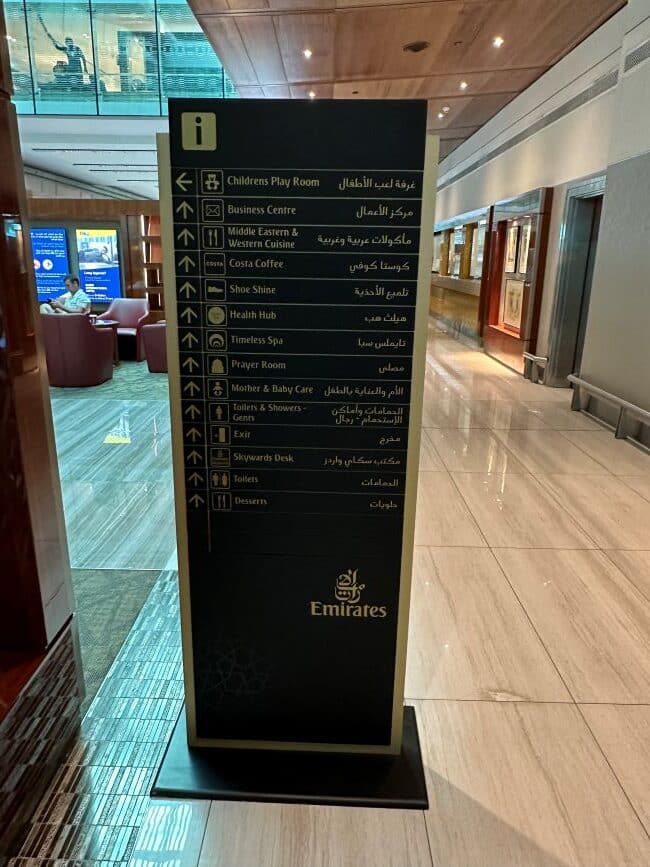 i
Childrens Play Room غرفة لعب الأطفال
Business Centre مركز الأعمال
Middle Eastern &
Western Cuisine مأكولات عربية وغربية
COSTA Costa Coffee كوستا كوفي
Shoe Shine تلميع الأحذية
Health Hub هيلث هب
Timeless Spa تايملس سبا
Prayer Room مصلى
Mother & Baby Care الأم والعناية بالطفل
Toilets & Showers - الحمامات وأماكن
Gents الإستحمام - رجال
Exit مخرج
Skywards Desk مكتب سكاي واردز
Toilets الحمامات
Desserts حلويات
Emirates